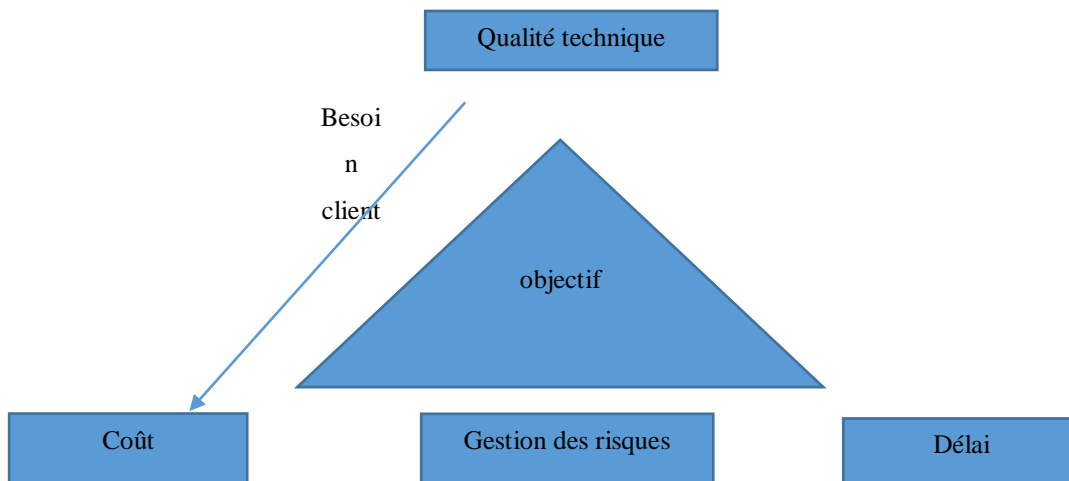 Qualité technique
Besoi
n
client
objectif
Coût
Gestion des risques
Délai